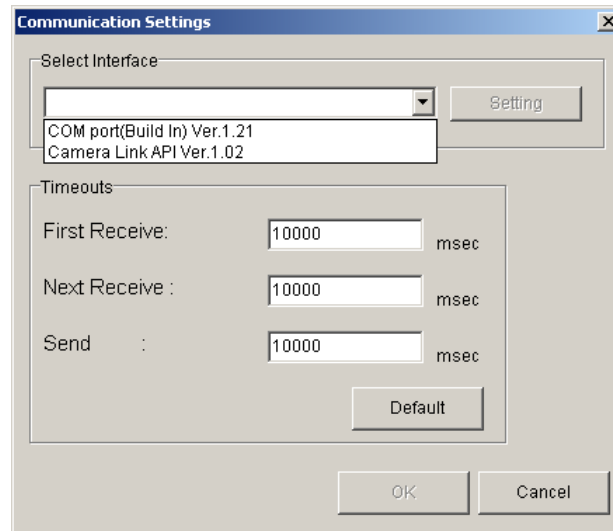 Communication Settings
Select Interface
Setting
COM port(Build In) Ver.1.21
Camera Link API Ver.1.02
Timeouts
First Receive: 10000 msec
Next Receive : 10000 msec
Send : 10000 msec
Default
OK Cancel